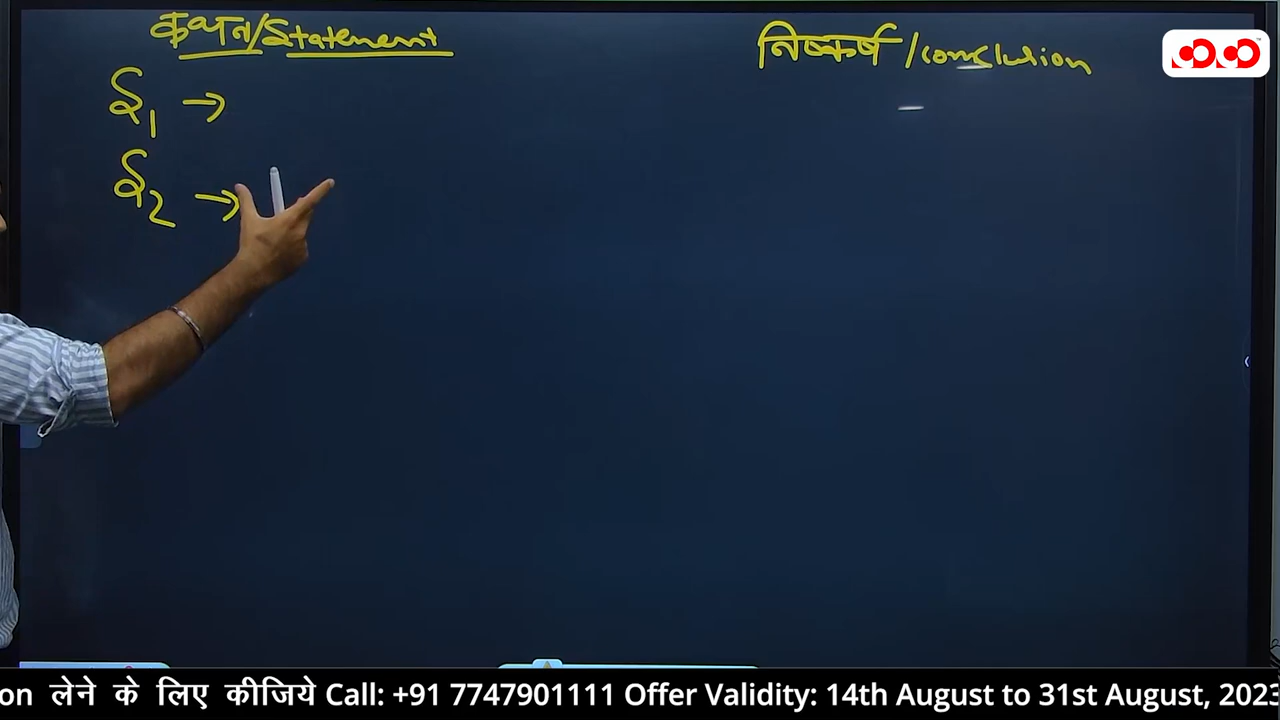 कथन/Statement
निष्कर्ष/conclusion
S1 →
S2 →
on लेने के लिए कीजिये Call: +91 7747901111 Offer Validity: 14th August to 31st August, 2023